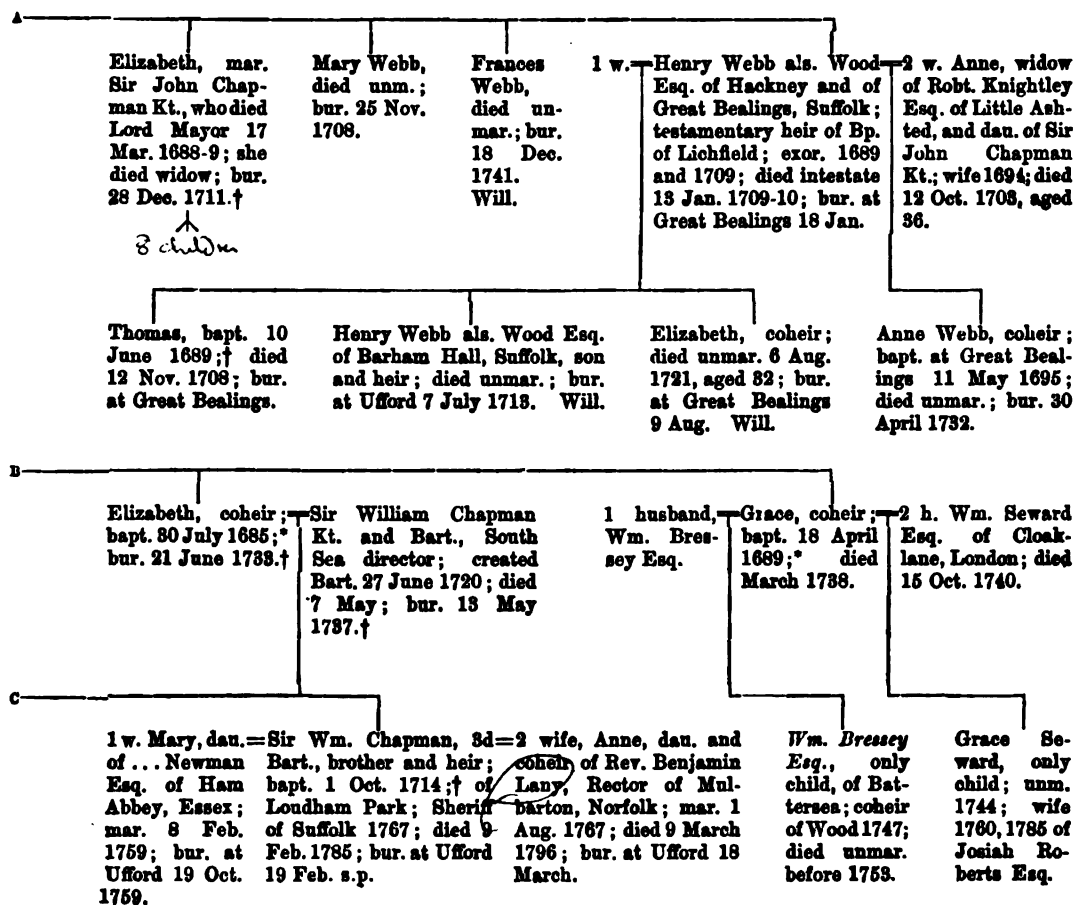 A
Elizabeth, mar.
Sir John Chap-
man Kt., who died
Lord Mayor 17
Mar. 1688-9; she
died widow; bur.
28 Dec. 1711.†
8 children
Mary Webb,
died unm.;
bur. 25 Nov.
1708.
Frances
Webb,
died un-
mar.; bur.
18 Dec.
1741.
Will.
1 w.
Henry Webb als. Wood
Esq. of Hackney and of
Great Bealings, Suffolk;
testamentary heir of Bp.
of Lichfield; exor. 1689
and 1709; died intestate
13 Jan. 1709-10; bur. at
Great Bealings 18 Jan.
2 w. Anne, widow
of Robt. Knightley
Esq. of Little Ash-
ted, and dau. of Sir
John Chapman
Kt.; wife 1694; died
12 Oct. 1703, aged
36.
Thomas, bapt. 10
June 1689;† died
12 Nov. 1708; bur.
at Great Bealings.
Henry Webb als. Wood Esq.
of Barham Hall, Suffolk, son
and heir; died unmar.; bur.
at Ufford 7 July 1713. Will.
Elizabeth, coheir;
died unmar. 6 Aug.
1721, aged 32; bur.
at Great Bealings
9 Aug. Will.
Anne Webb, coheir;
bapt. at Great Beal-
ings 11 May 1695;
died unmar.; bur. 30
April 1732.
B
Elizabeth, coheir;
bapt. 30 July 1685;*
bur. 21 June 1733.†
Sir William Chapman
Kt. and Bart., South
Sea director; created
Bart. 27 June 1720; died
7 May; bur. 13 May
1737.†
1 husband,
Wm. Bres-
sey Esq.
Grace, coheir;
bapt. 18 April
1689;* died
March 1738.
2 h. Wm. Seward
Esq. of Cloak-
lane, London; died
15 Oct. 1740.
C
1 w. Mary, dau.
of ... Newman
Esq. of Ham
Abbey, Essex;
mar. 8 Feb.
1759; bur. at
Ufford 19 Oct.
1759.
=Sir Wm. Chapman, 3d
Bart., brother and heir;
bapt. 1 Oct. 1714;† of
Loudham Park; Sheriff
of Suffolk 1767; died 9
Feb. 1785; bur. at Ufford
19 Feb. s.p.
=2 wife, Anne, dau. and
coheir of Rev. Benjamin
Lany, Rector of Mul-
barton, Norfolk; mar. 1
Aug. 1767; died 9 March
1796; bur. at Ufford 18
March.
Wm. Bressey
Esq., only
child, of Bat-
tersea; coheir
of Wood 1747;
died unmar.
before 1753.
Grace Se-
ward, only
child; unm.
1744; wife
1760, 1785 of
Josiah Ro-
berts Esq.